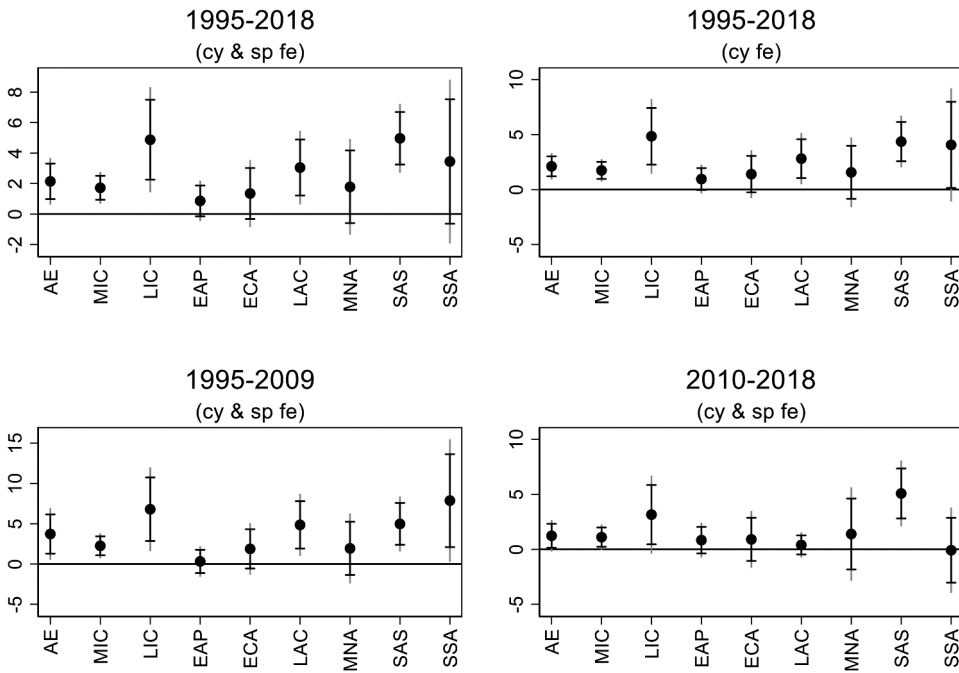 1995-2018
(cy & sp fe)
8
6
4
2
0
-2
AE
MIC
LIC
EAP
ECA
LAC
MNA
SAS
SSA
1995-2018
(cy fe)
10
5
0
-5
AE
MIC
LIC
EAP
ECA
LAC
MNA
SAS
SSA
1995-2009
(cy & sp fe)
15
10
5
0
-5
AE
MIC
LIC
EAP
ECA
LAC
MNA
SAS
SSA
2010-2018
(cy & sp fe)
10
5
0
-5
AE
MIC
LIC
EAP
ECA
LAC
MNA
SAS
SSA